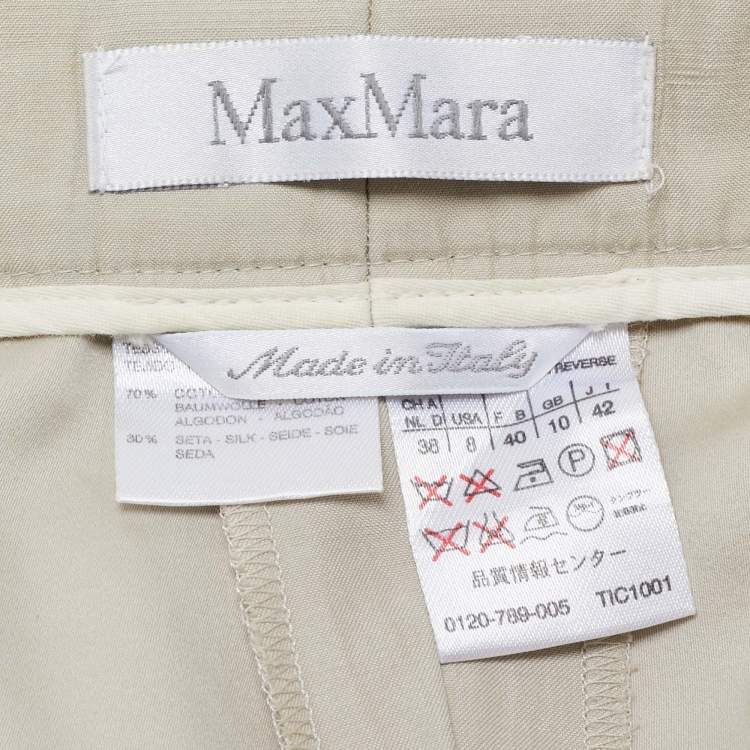 MaxMara
Made in Italy
70%
BAUMWOLLE - COTTON
ALGODON - ALGODÃO
30% SETA - SILK - SEIDE - SOIE
SEDA
REVERSE
CH A
NL D USA F B GB J I
38 8 40 10 42
P
品質情報センター
0120-789-005 TIC1001